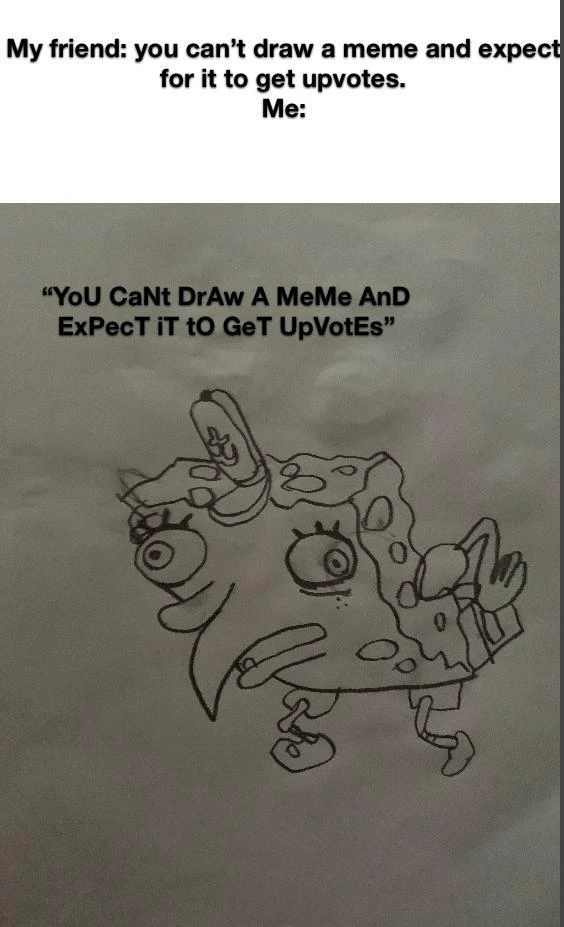 My friend: you can’t draw a meme and expect
for it to get upvotes.
Me:
“YoU CaNt DrAw A MeMe AnD
ExPecT iT tO GeT UpVotEs”